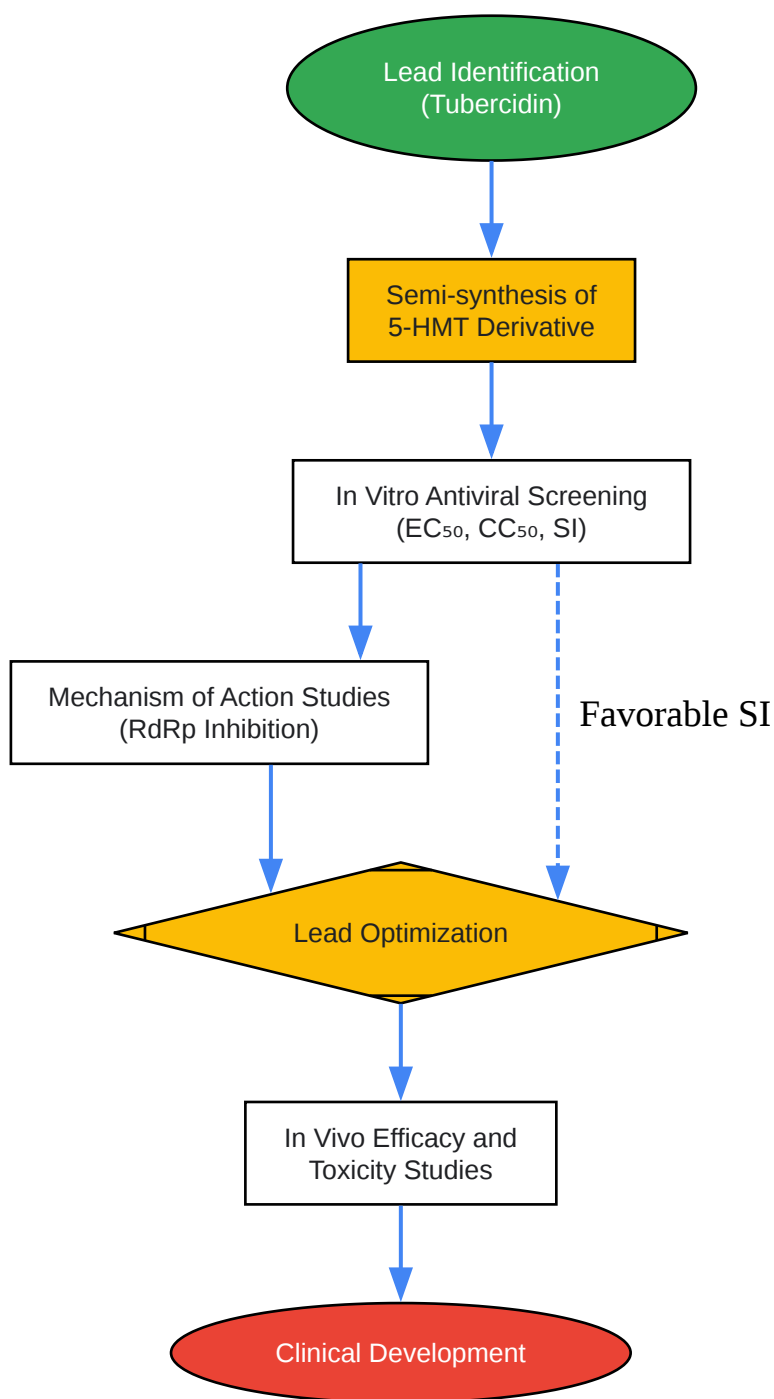 Lead Identification
(Tubercidin)
Semi-synthesis of
5-HMT Derivative
In Vitro Antiviral Screening
(EC₅₀, CC₅₀, SI)
Mechanism of Action Studies
(RdRp Inhibition)
Favorable SI
Lead Optimization
In Vivo Efficacy and
Toxicity Studies
Clinical Development